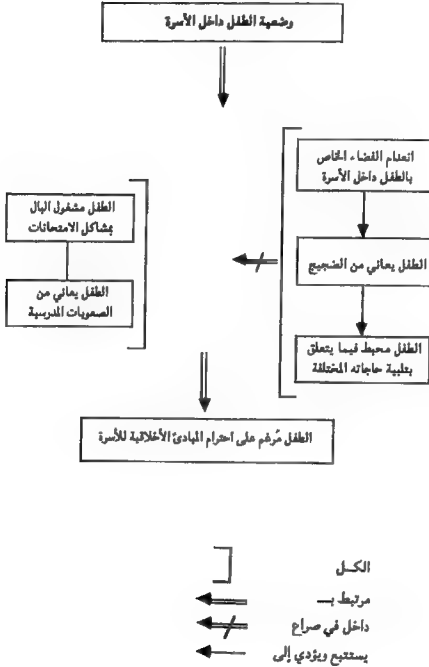 وضعية الطفل داخل الأسرة
انعدام الفضاء الخاص
بالطفل داخل الأسرة
الطفل يعاني من الضجيج
الطفل محبط فيما يتعلق
بتلبية حاجاته المختلفة
الطفل مشغول البال
بمشاكل الامتحانات
الطفل يعاني من
الصعوبات المدرسية
الطفل مُرغم على احترام المبادئ الأخلاقية للأسرة
الكـل
مرتبط بـ
داخل في صراع
يستتبع ويؤدي إلى